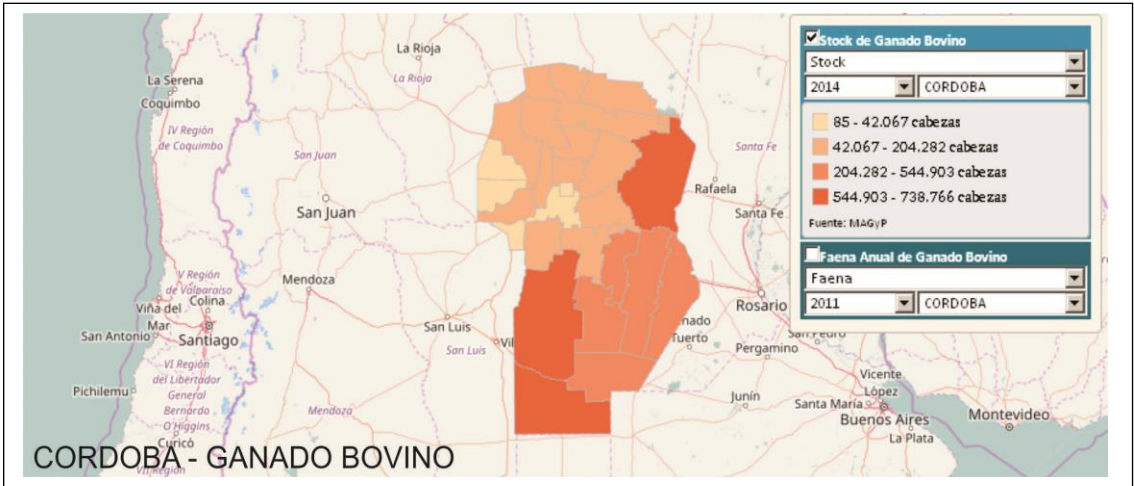 Stock de Ganado Bovino
Stock
2014 CORDOBA
85 - 42.067 cabezas
42.067 - 204.282 cabezas
204.282 - 544.903 cabezas
544.903 - 738.766 cabezas
Fuente: MAGyP
Faena Anual de Ganado Bovino
Faena
2011 CORDOBA
La Rioja
La Rioja
La Serena
Coquimbo
IV Región
de Coquimbo
San Juan
San Juan
Santa Fe
Rafaela
Santa Fe
Mendoza
V Región
de Valparaíso
Viña del
Mar
Colina
San Antonio
Santiago
San Luis
San Luis
Vil
Rosario
nado
Tuerto
San Pedro
Pergamino
VI Región
del Libertador
General
Bernardo
O'Higgins
Pichilemu
Curicó
VII Región
Mendoza
Junín
Vicente
López
Santa María
Buenos Aires
La Plata
Montevideo
CORDOBA - GANADO BOVINO